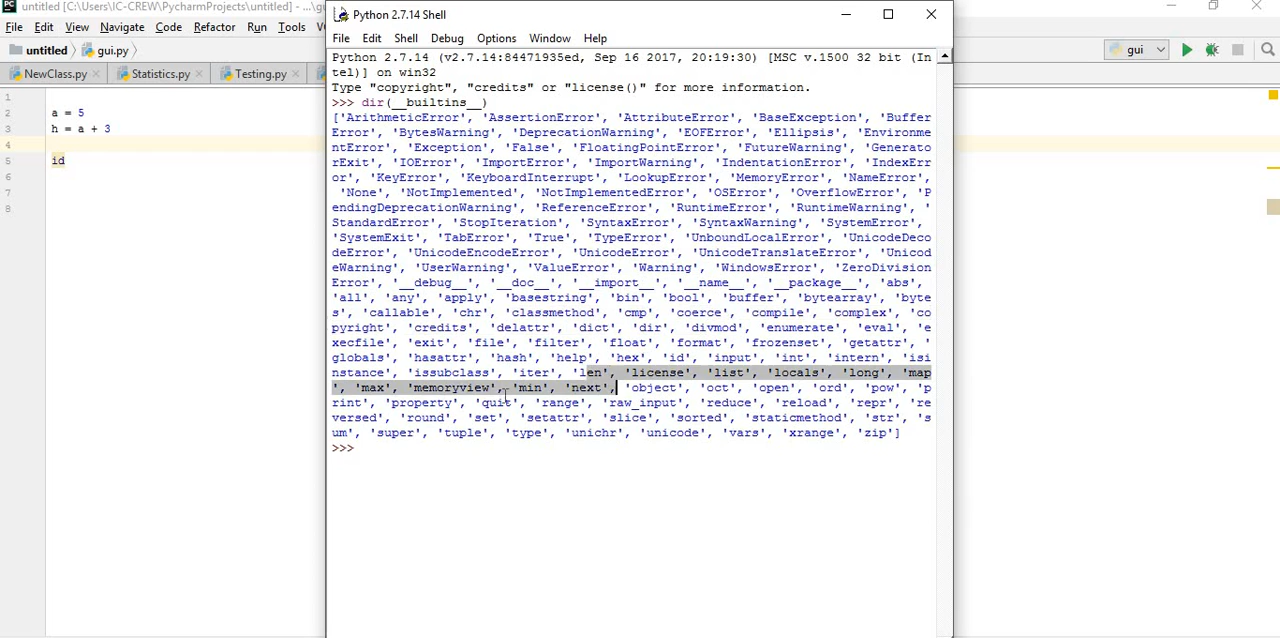 untitled [C:\Users\IC-CREW\PycharmProjects\untitled] - ...\gu
File Edit View Navigate Code Refactor Run Tools V
untitled gui.py
gui
NewClass.py Statistics.py Testing.py
1
2 a = 5
3 h = a + 3
4
5 id
6
7
8
Python 2.7.14 Shell
File Edit Shell Debug Options Window Help
Python 2.7.14 (v2.7.14:84471935ed, Sep 16 2017, 20:19:30) [MSC v.1500 32 bit (In
tel)] on win32
Type "copyright", "credits" or "license()" for more information.
>>> dir(__builtins__)
['ArithmeticError', 'AssertionError', 'AttributeError', 'BaseException', 'Buffer
Error', 'BytesWarning', 'DeprecationWarning', 'EOFError', 'Ellipsis', 'Environme
ntError', 'Exception', 'False', 'FloatingPointError', 'FutureWarning', 'Generato
rExit', 'IOError', 'ImportError', 'ImportWarning', 'IndentationError', 'IndexErr
or', 'KeyError', 'KeyboardInterrupt', 'LookupError', 'MemoryError', 'NameError',
'None', 'NotImplemented', 'NotImplementedError', 'OSError', 'OverflowError', 'P
endingDeprecationWarning', 'ReferenceError', 'RuntimeError', 'RuntimeWarning', '
StandardError', 'StopIteration', 'SyntaxError', 'SyntaxWarning', 'SystemError',
'SystemExit', 'TabError', 'True', 'TypeError', 'UnboundLocalError', 'UnicodeDeco
deError', 'UnicodeEncodeError', 'UnicodeError', 'UnicodeTranslateError', 'Unicod
eWarning', 'UserWarning', 'ValueError', 'Warning', 'WindowsError', 'ZeroDivision
Error', '__debug__', '__doc__', '__import__', '__name__', '__package__', 'abs',
'all', 'any', 'apply', 'basestring', 'bin', 'bool', 'buffer', 'bytearray', 'byte
s', 'callable', 'chr', 'classmethod', 'cmp', 'coerce', 'compile', 'complex', 'co
pyright', 'credits', 'delattr', 'dict', 'dir', 'divmod', 'enumerate', 'eval', 'e
xecfile', 'exit', 'file', 'filter', 'float', 'format', 'frozenset', 'getattr', '
globals', 'hasattr', 'hash', 'help', 'hex', 'id', 'input', 'int', 'intern', 'isi
nstance', 'issubclass', 'iter', 'len', 'license', 'list', 'locals', 'long', 'map
', 'max', 'memoryview', 'min', 'next', 'object', 'oct', 'open', 'ord', 'pow', 'p
rint', 'property', 'quit', 'range', 'raw_input', 'reduce', 'reload', 'repr', 're
versed', 'round', 'set', 'setattr', 'slice', 'sorted', 'staticmethod', 'str', 's
um', 'super', 'tuple', 'type', 'unichr', 'unicode', 'vars', 'xrange', 'zip']
>>>